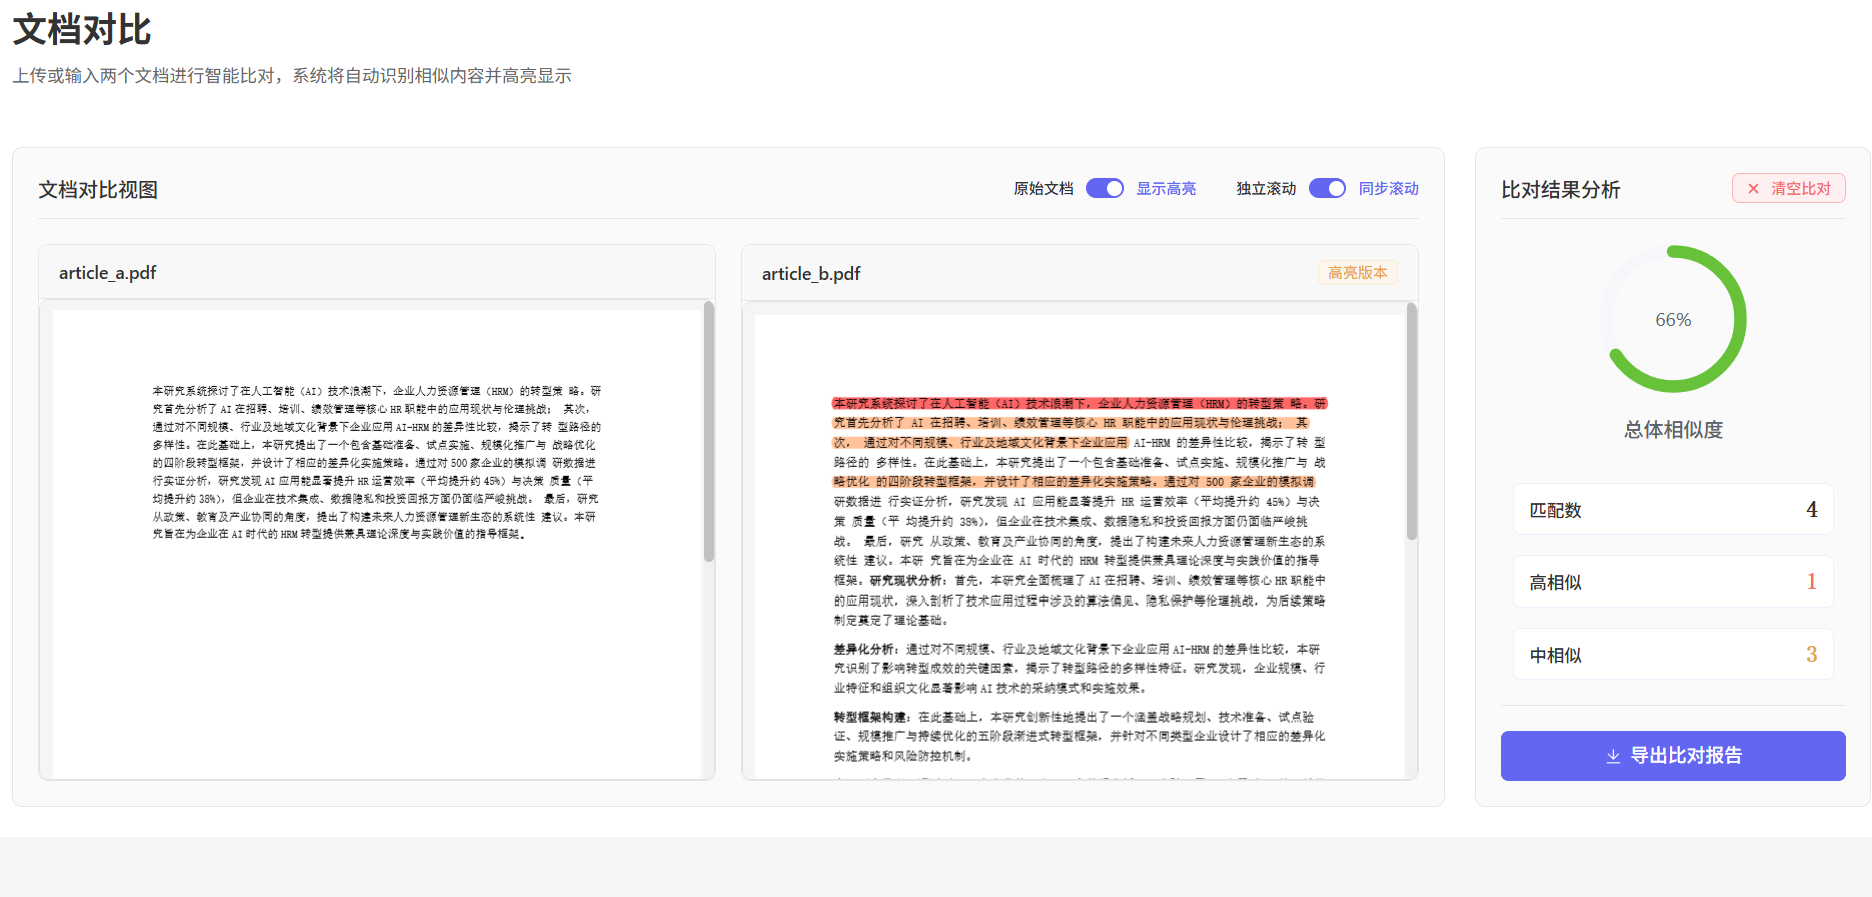 文档对比
上传或输入两个文档进行智能比对，系统将自动识别相似内容并高亮显示
文档对比视图
原始文档 显示高亮 独立滚动 同步滚动
article_a.pdf
本研究系统探讨了在人工智能（AI）技术浪潮下，企业人力资源管理（HRM）的转型策 略。研
究首先分析了 AI 在招聘、培训、绩效管理等核心 HR 职能中的应用现状与伦理挑战； 其次，
通过对不同规模、行业及地域文化背景下企业应用 AI-HRM 的差异性比较，揭示了转 型路径的
多样性。在此基础上，本研究提出了一个包含基础准备、试点实施、规模化推广与 战略优化
的四阶段转型框架，并设计了相应的差异化实施策略。通过对 500 家企业的模拟调 研数据进
行实证分析，研究发现 AI 应用能显著提升 HR 运营效率（平均提升约 45%）与决策 质量（平
均提升约 38%），但企业在技术集成、数据隐私和投资回报方面仍面临严峻挑战。 最后，研究
从政策、教育及产业协同的角度，提出了构建未来人力资源管理新生态的系统性 建议。本研
究旨在为企业在 AI 时代的 HRM 转型提供兼具理论深度与实践价值的指导框架。
article_b.pdf
高亮版本
本研究系统探讨了在人工智能（AI）技术浪潮下，企业人力资源管理（HRM）的转型策 略。研
究首先分析了 AI 在招聘、培训、绩效管理等核心 HR 职能中的应用现状与伦理挑战； 其
次， 通过对不同规模、行业及地域文化背景下企业应用 AI-HRM 的差异性比较，揭示了转 型
路径的 多样性。在此基础上，本研究提出了一个包含基础准备、试点实施、规模化推广与 战
略优化 的四阶段转型框架，并设计了相应的差异化实施策略。通过对 500 家企业的模拟调
研数据进 行实证分析，研究发现 AI 应用能显著提升 HR 运营效率（平均提升约 45%）与决
策 质量（平 均提升约 38%），但企业在技术集成、数据隐私和投资回报方面仍面临严峻挑
战。 最后，研究 从政策、教育及产业协同的角度，提出了构建未来人力资源管理新生态的系
统性 建议。本研 究旨在为企业在 AI 时代的 HRM 转型提供兼具理论深度与实践价值的指导
框架。研究现状分析：首先，本研究全面梳理了 AI 在招聘、培训、绩效管理等核心 HR 职能中
的应用现状，深入剖析了技术应用过程中涉及的算法偏见、隐私保护等伦理挑战，为后续策略
制定奠定了理论基础。
差异化分析：通过对不同规模、行业及地域文化背景下企业应用 AI-HRM 的差异性比较，本研
究识别了影响转型成效的关键因素，揭示了转型路径的多样性特征。研究发现，企业规模、行
业特征和组织文化显著影响 AI 技术的采纳模式和实施效果。
转型框架构建：在此基础上，本研究创新性地提出了一个涵盖战略规划、技术准备、试点验
证、规模推广与持续优化的五阶段渐进式转型框架，并针对不同类型企业设计了相应的差异化
实施策略和风险防控机制。
比对结果分析
清空比对
66%
总体相似度
匹配数 4
高相似 1
中相似 3
导出比对报告